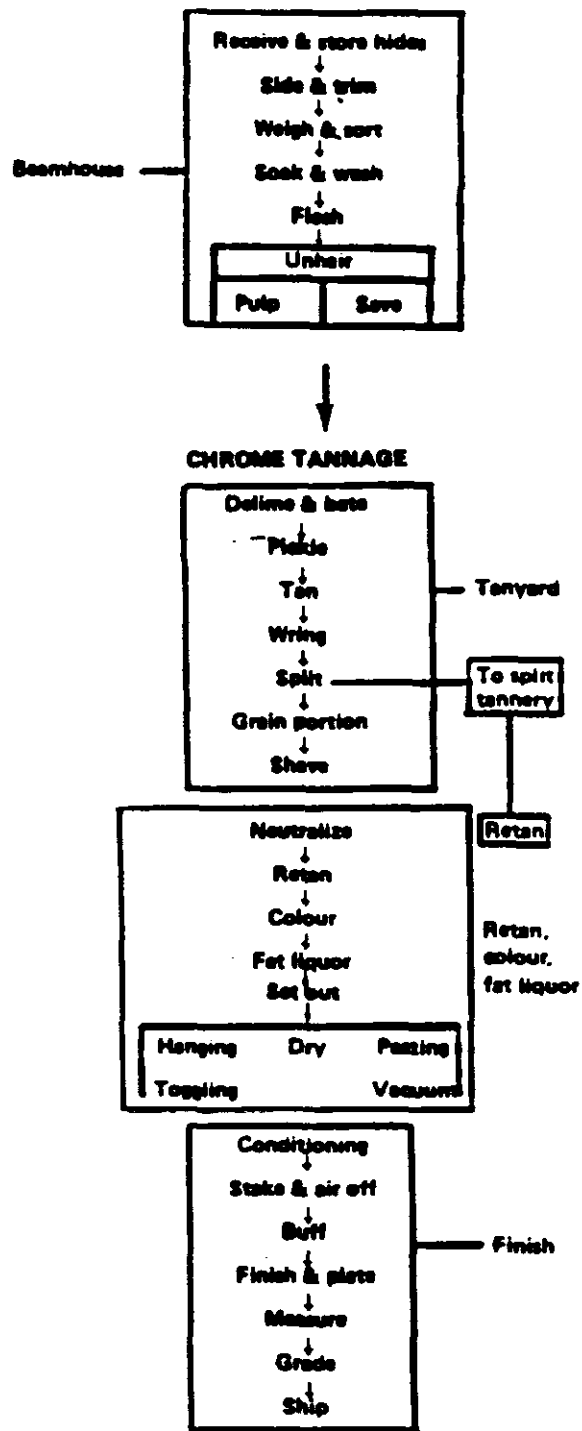 Receive & store hides
Side & trim
Weigh & sort
Beamhouse
Soak & wash
Flesh
Unhair
Pulp
Save
CHROME TANNAGE
Delime & bate
Pickle
Tan
Tanyard
Wring
Split
To split
tannery
Grain portion
Shave
Neutralize
Retan
Retan
Colour
Fat liquor
Set out
Retan,
colour,
fat liquor
Hanging
Dry
Pasting
Toggling
Vacuum
Conditioning
Stake & air off
Buff
Finish
Finish & plate
Measure
Grade
Ship